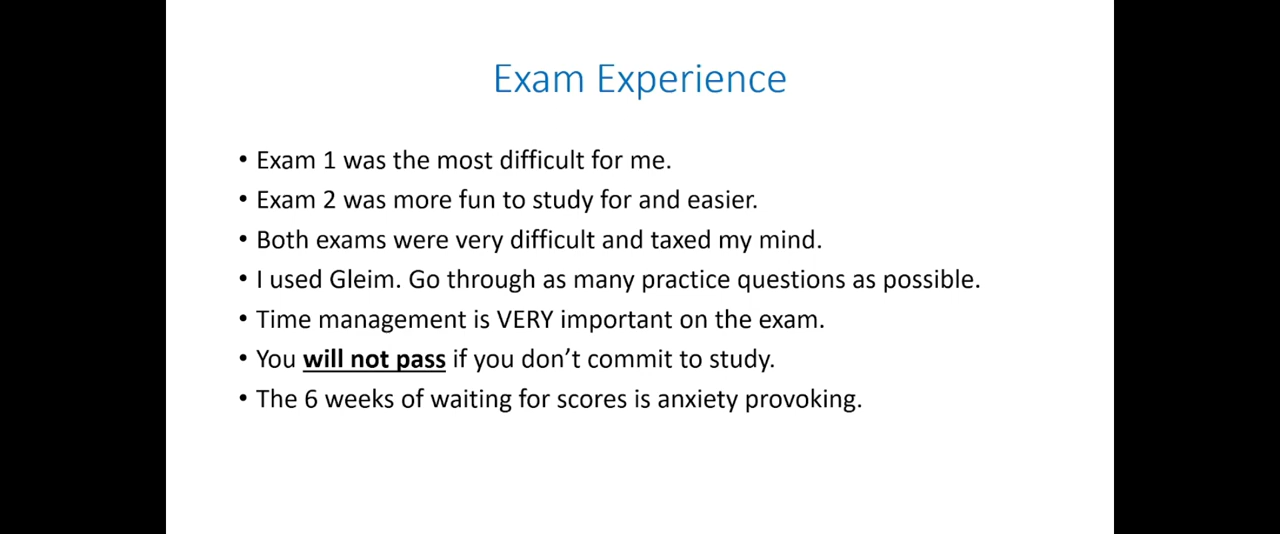 Exam Experience
• Exam 1 was the most difficult for me.
• Exam 2 was more fun to study for and easier.
• Both exams were very difficult and taxed my mind.
• I used Gleim. Go through as many practice questions as possible.
• Time management is VERY important on the exam.
• You will not pass if you don’t commit to study.
• The 6 weeks of waiting for scores is anxiety provoking.